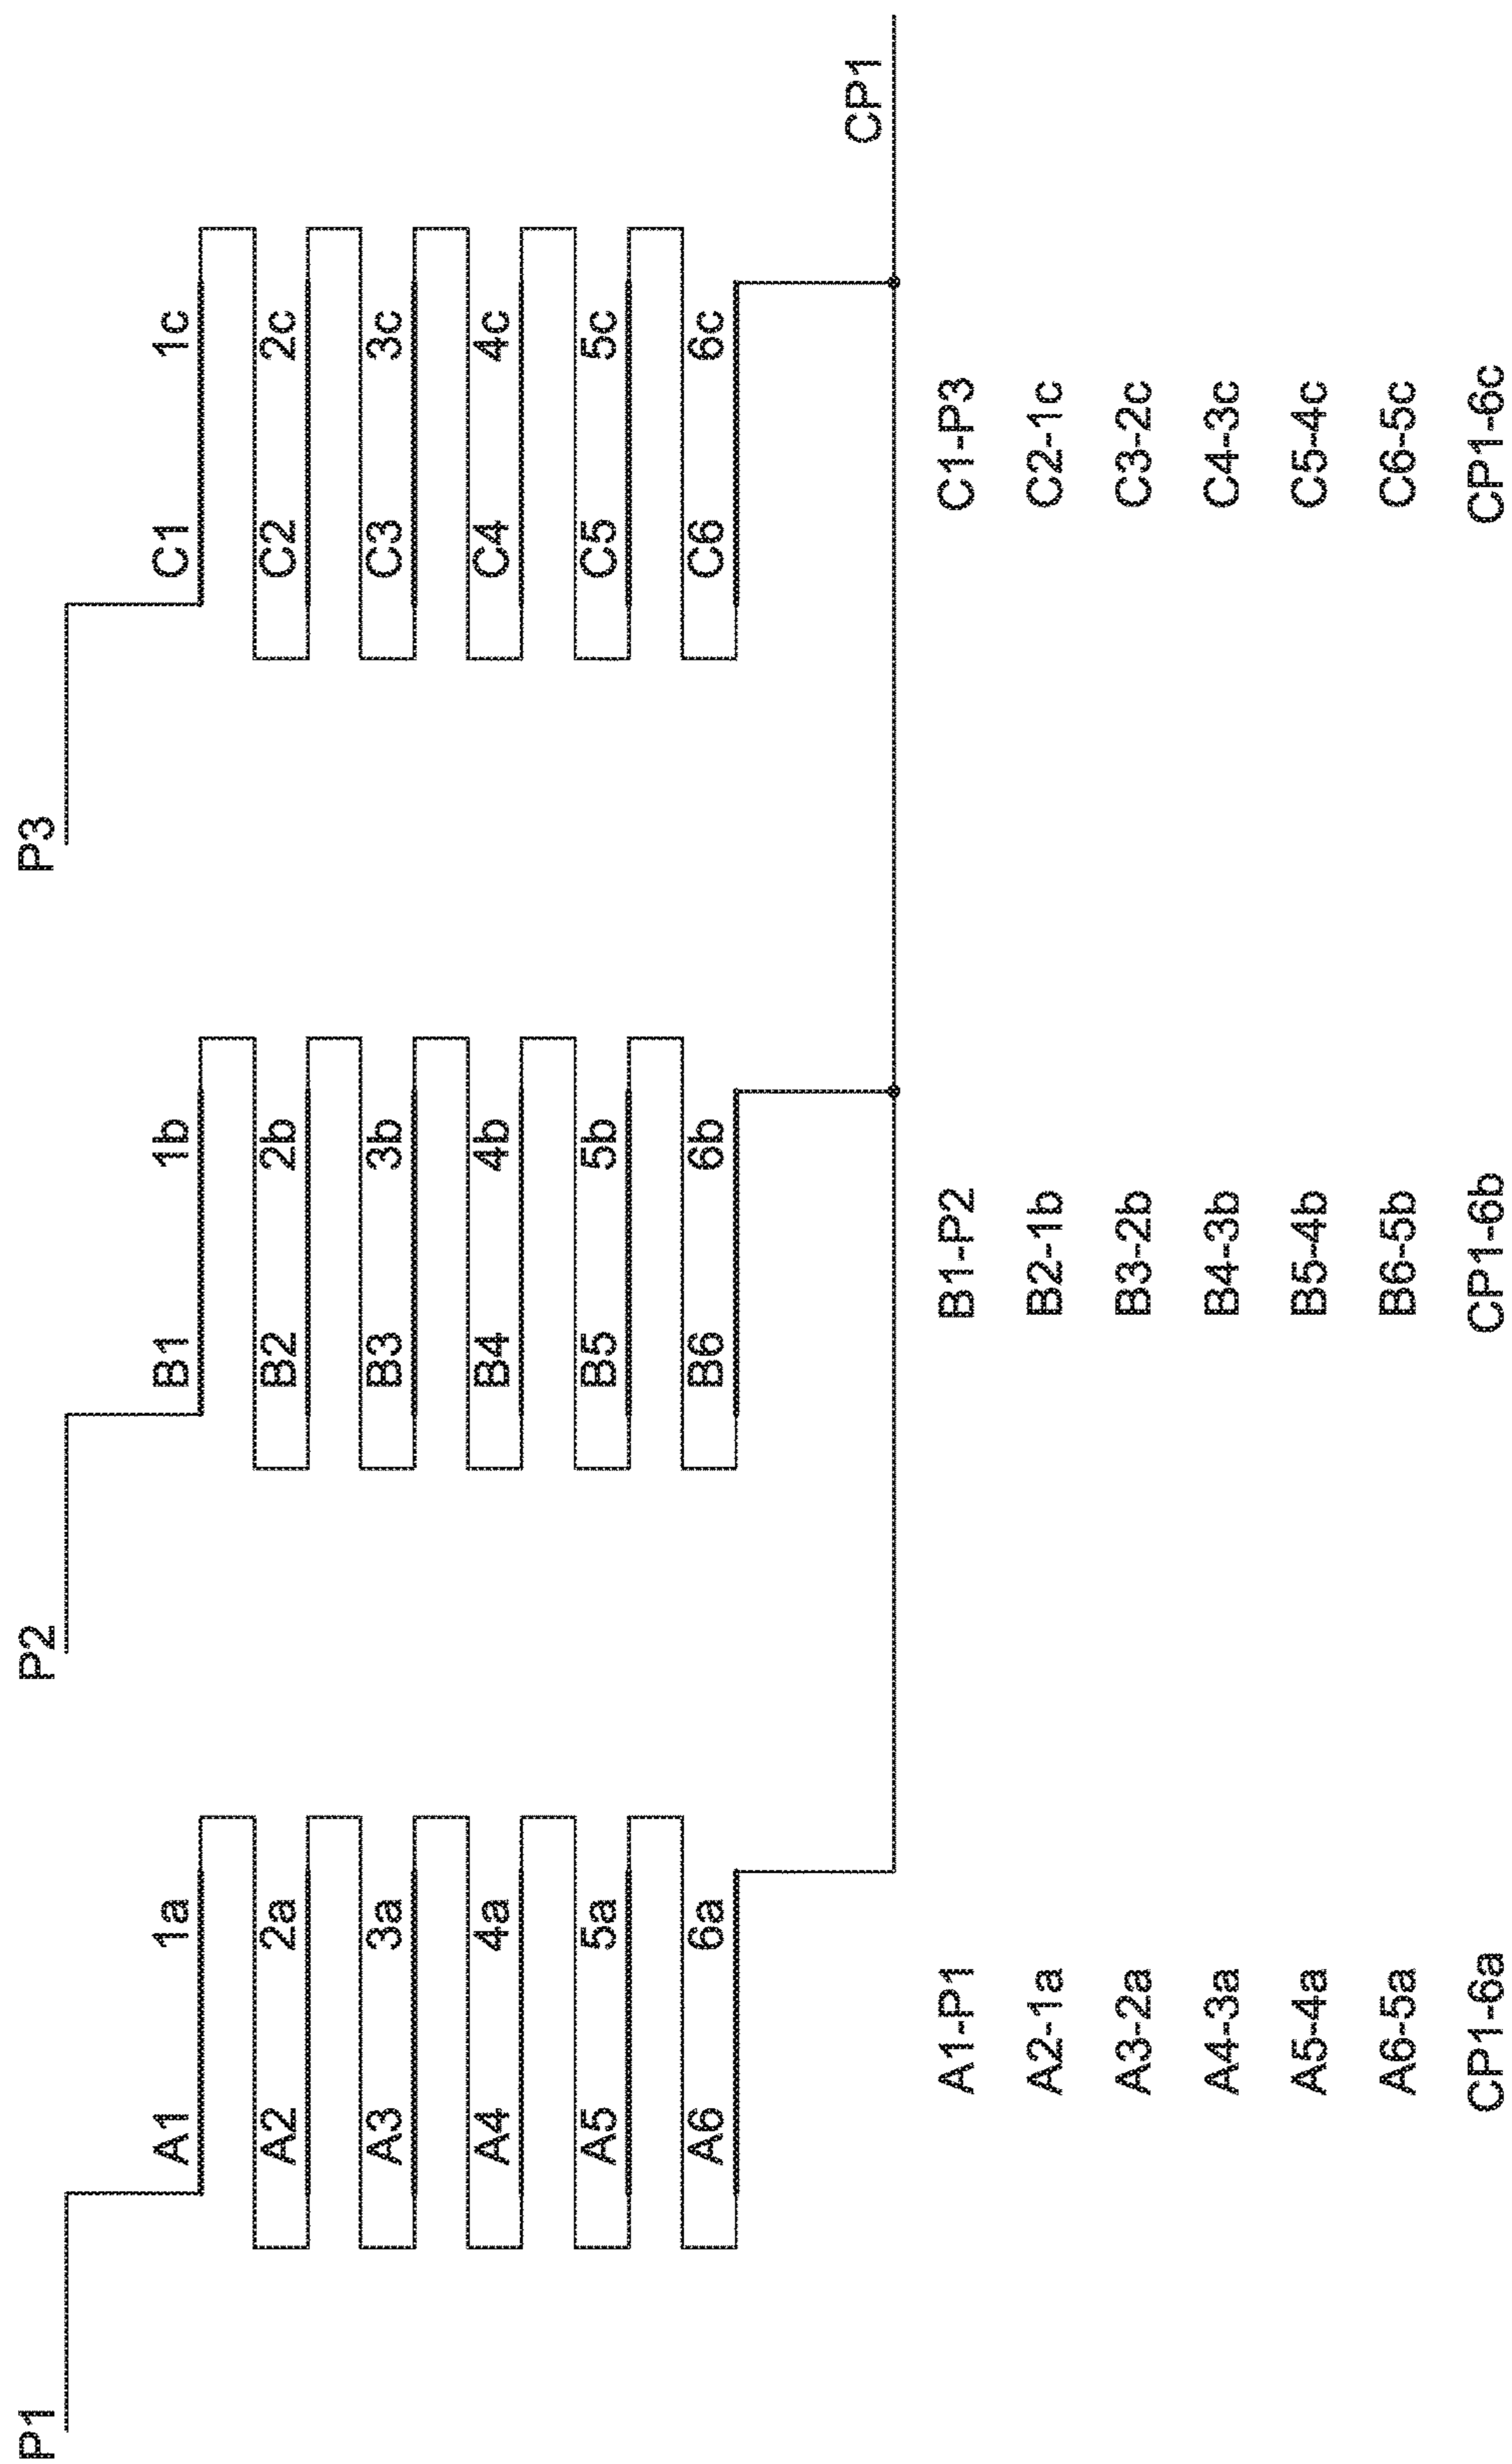 P1 P2 P3
A1 1a B1 1b C1 1c
A2 2a B2 2b C2 2c
A3 3a B3 3b C3 3c
A4 4a B4 4b C4 4c
A5 5a B5 5b C5 5c
A6 6a B6 6b C6 6c
CP1
A1-P1 B1-P2 C1-P3
A2-1a B2-1b C2-1c
A3-2a B3-2b C3-2c
A4-3a B4-3b C4-3c
A5-4a B5-4b C5-4c
A6-5a B6-5b C6-5c
CP1-6a CP1-6b CP1-6c